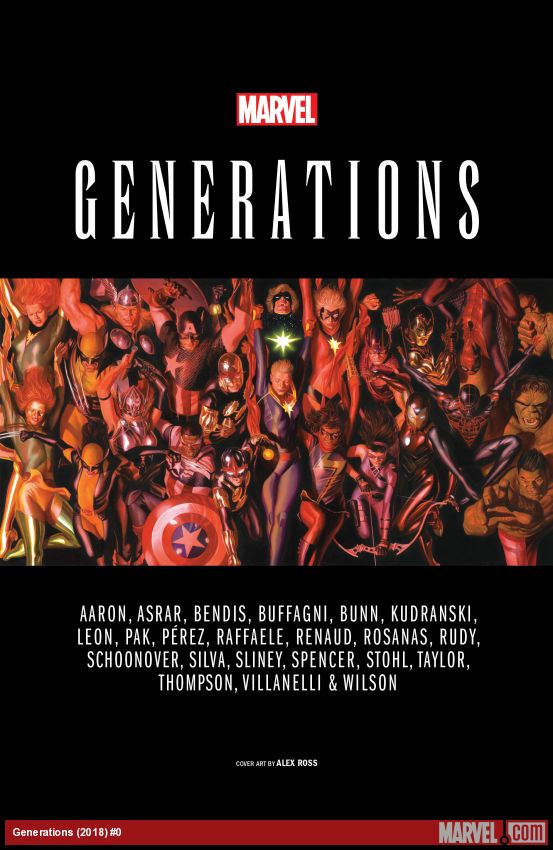 MARVEL
GENERATIONS
AARON, ASRAR, BENDIS, BUFFAGNI, BUNN, KUDRANSKI,
LEON, PAK, PÉREZ, RAFFAELE, RENAUD, ROSANAS, RUDY,
SCHOONOVER, SILVA, SLINEY, SPENCER, STOHL, TAYLOR,
THOMPSON, VILLANELLI & WILSON
COVER ART BY ALEX ROSS
Generations (2018) #0
MARVEL.com